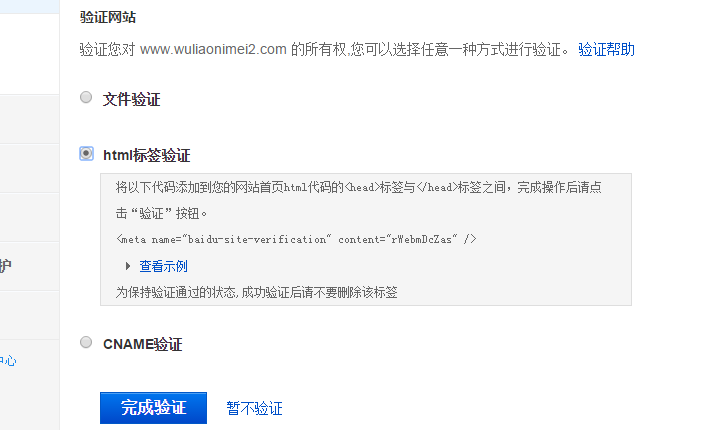 验证网站
验证您对 www.wuliaonimei2.com 的所有权,您可以选择任意一种方式进行验证。 验证帮助
文件验证
html标签验证
将以下代码添加到您的网站首页html代码的<head>标签与</head>标签之间，完成操作后请点
击“验证”按钮。
<meta name="baidu-site-verification" content="rWebmDcZas" />
查看示例
为保持验证通过的状态,成功验证后请不要删除该标签
护
CNAME验证
中心
完成验证 暂不验证